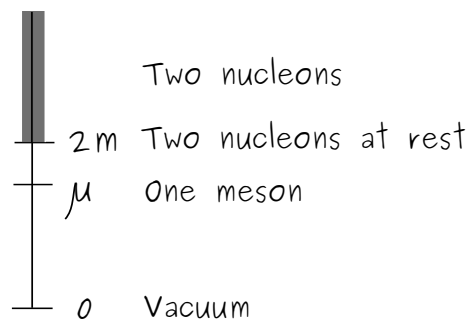 Two nucleons
2m Two nucleons at rest
μ One meson
0 Vacuum